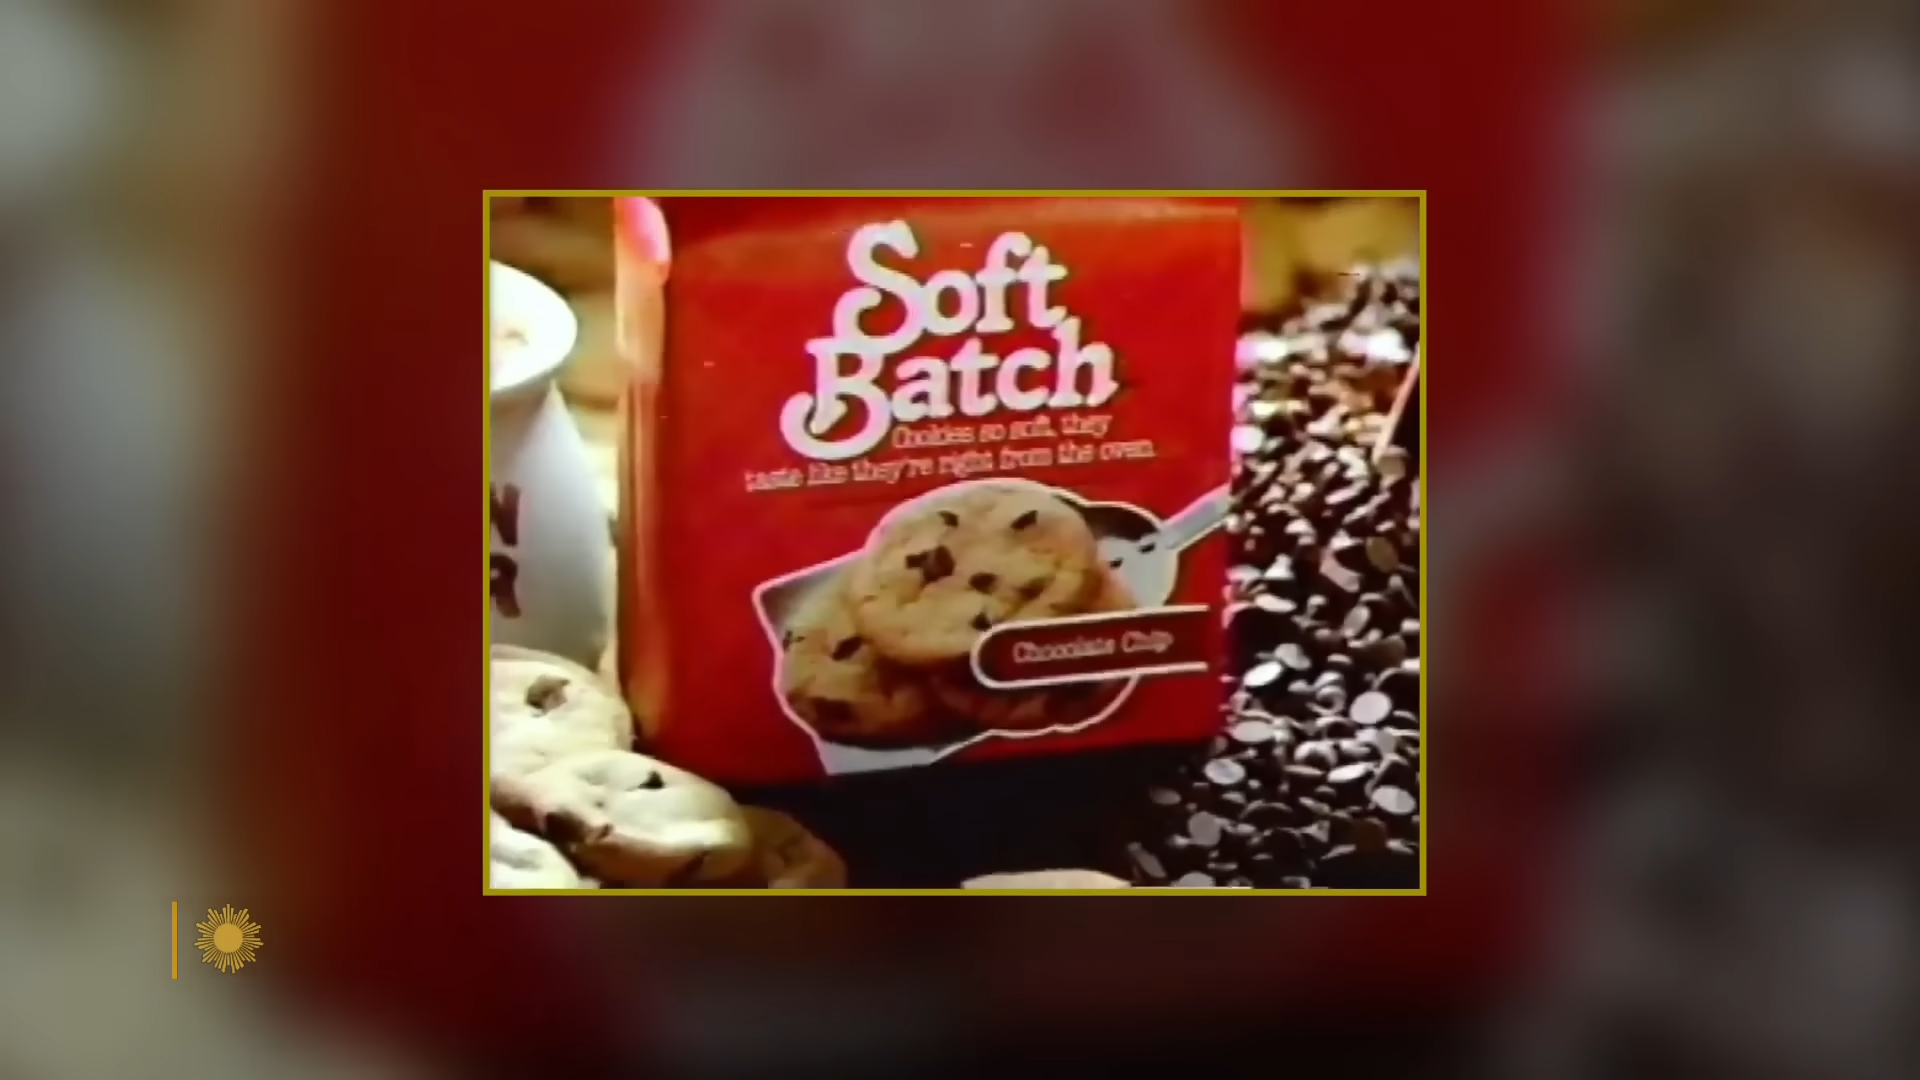 Soft
Batch
Cookies so soft, they
taste like they're right from the oven.
Chocolate Chip
N
R